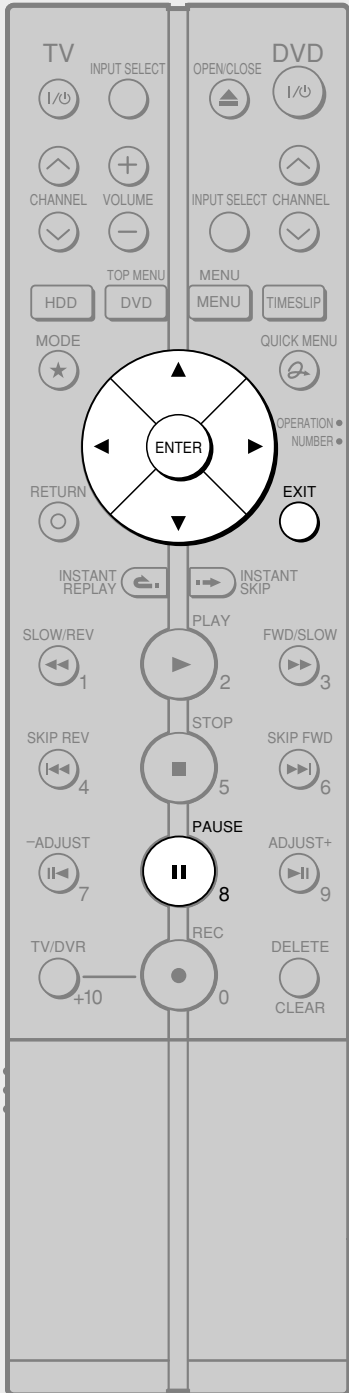 TV
DVD
INPUT SELECT
OPEN/CLOSE
I/
I/
CHANNEL
VOLUME
INPUT SELECT
CHANNEL
TOP MENU
MENU
HDD
DVD
MENU
TIMESLIP
MODE
QUICK MENU
OPERATION
NUMBER
ENTER
RETURN
EXIT
INSTANT
REPLAY
INSTANT
SKIP
SLOW/REV
PLAY
FWD/SLOW
1
2
3
SKIP REV
STOP
SKIP FWD
4
5
6
−ADJUST
PAUSE
ADJUST+
7
8
9
TV/DVR
REC
DELETE
+10
0
CLEAR